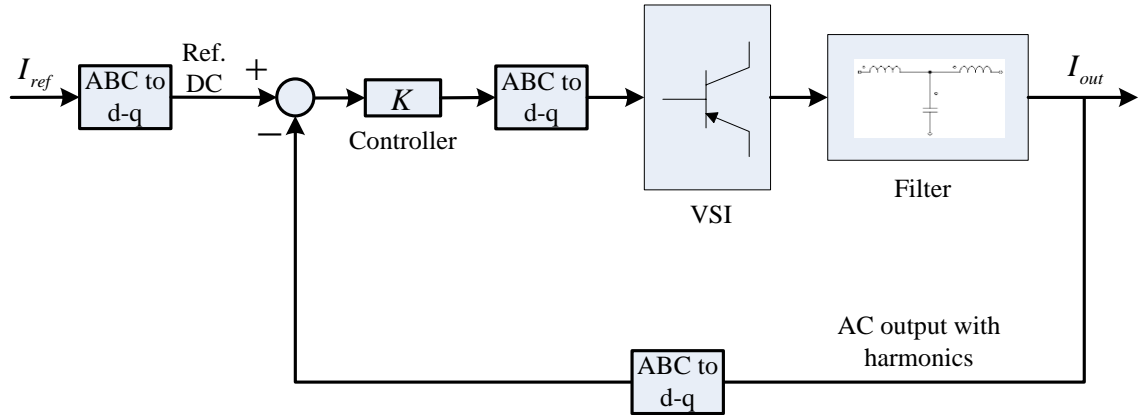 I_ref
ABC to
d-q
Ref.
DC
+
−
K
Controller
ABC to
d-q
VSI
Filter
I_out
AC output with
harmonics
ABC to
d-q